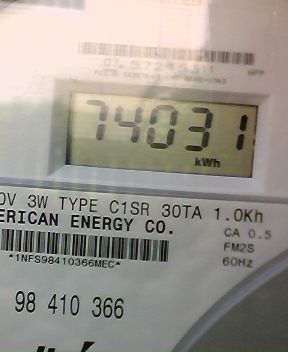 74031
kWh
0V 3W TYPE C1SR 30TA 1.0Kh
ERICAN ENERGY CO.
CA 0.5
FM2S
*1NFS98410366MEC*
60Hz
98 410 366